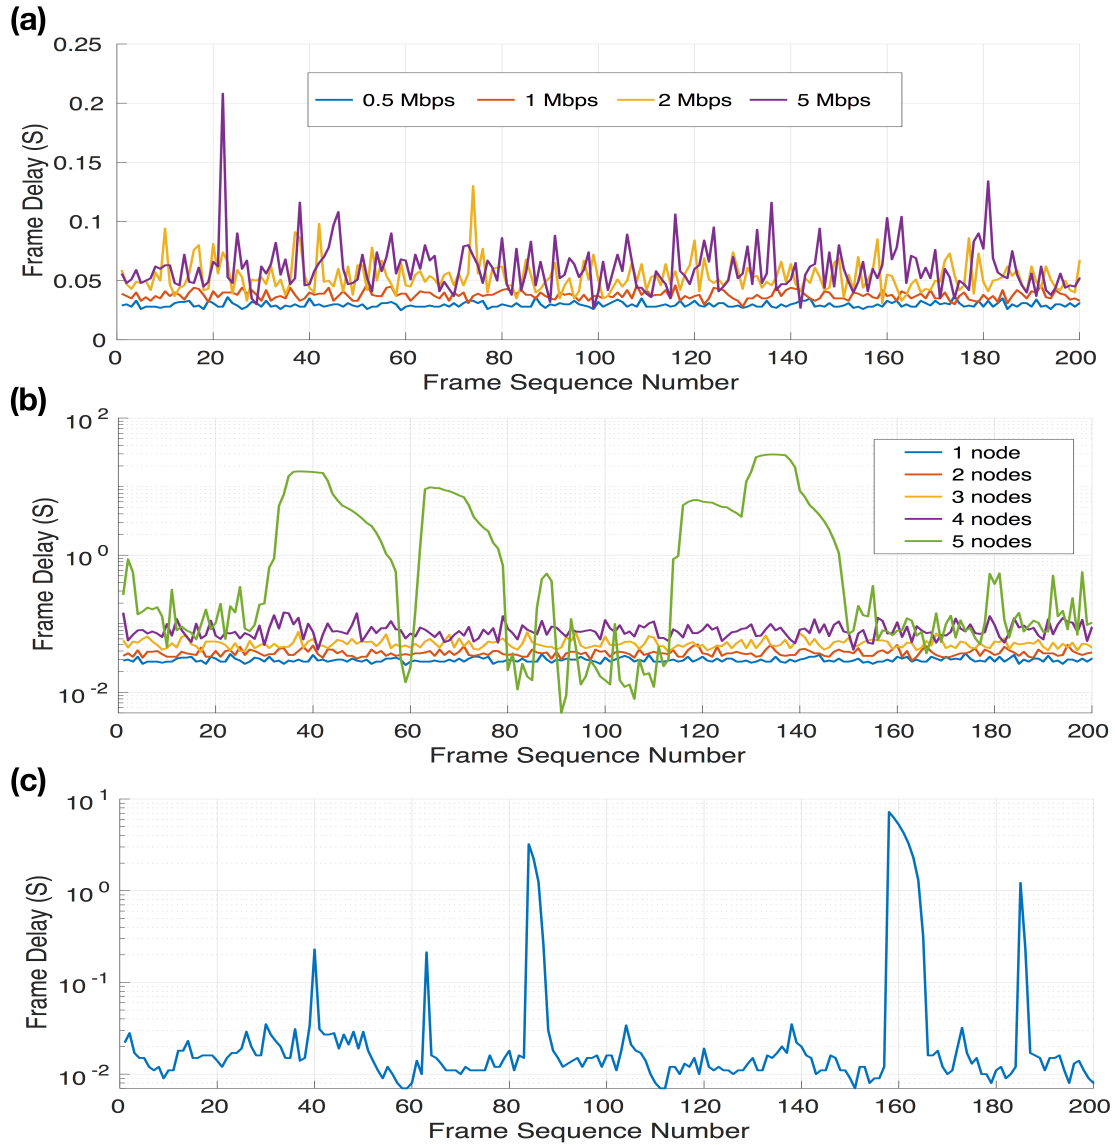 (a)
0.25
0.2
0.15
0.1
0.05
0
Frame Delay (S)
0.5 Mbps 1 Mbps 2 Mbps 5 Mbps
0 20 40 60 80 100 120 140 160 180 200
Frame Sequence Number
(b)
10^2
10^0
10^-2
Frame Delay (S)
1 node
2 nodes
3 nodes
4 nodes
5 nodes
0 20 40 60 80 100 120 140 160 180 200
Frame Sequence Number
(c)
10^1
10^0
10^-1
10^-2
Frame Delay (S)
0 20 40 60 80 100 120 140 160 180 200
Frame Sequence Number